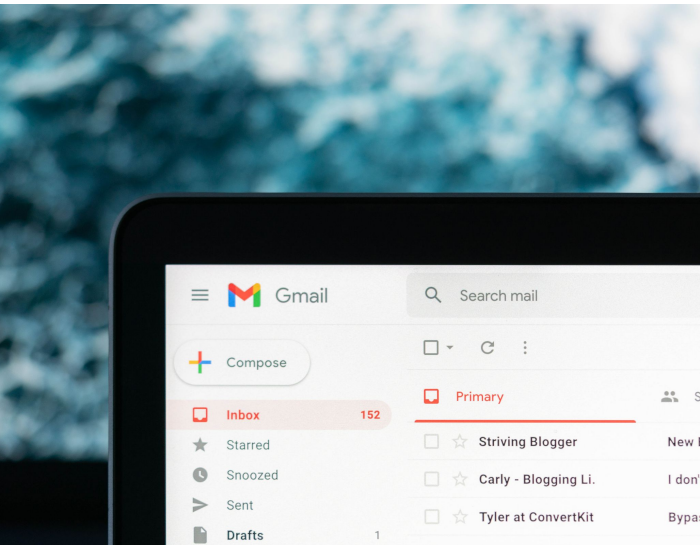 Gmail
Search mail
Compose
Primary
Inbox 152
Starred
Snoozed
Sent
Drafts 1
Striving Blogger New
Carly - Blogging Li. I don'
Tyler at ConvertKit